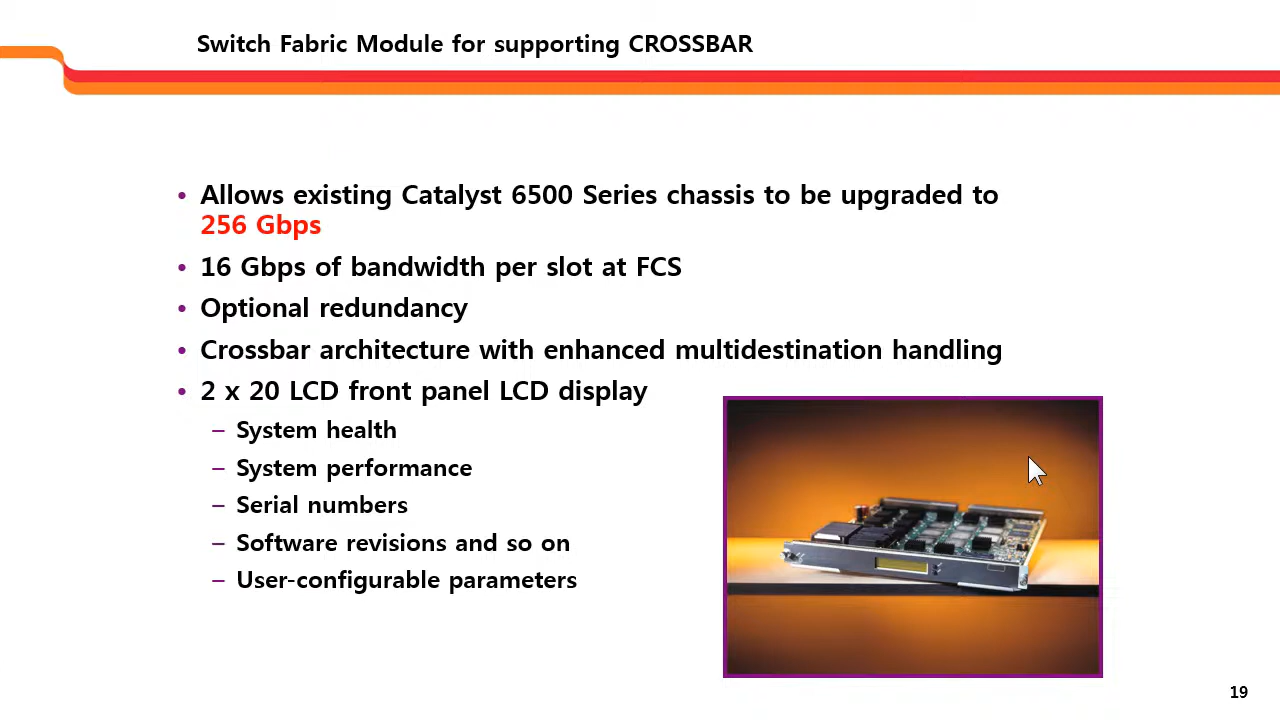 Switch Fabric Module for supporting CROSSBAR
• Allows existing Catalyst 6500 Series chassis to be upgraded to
256 Gbps
• 16 Gbps of bandwidth per slot at FCS
• Optional redundancy
• Crossbar architecture with enhanced multidestination handling
• 2 x 20 LCD front panel LCD display
– System health
– System performance
– Serial numbers
– Software revisions and so on
– User-configurable parameters
19